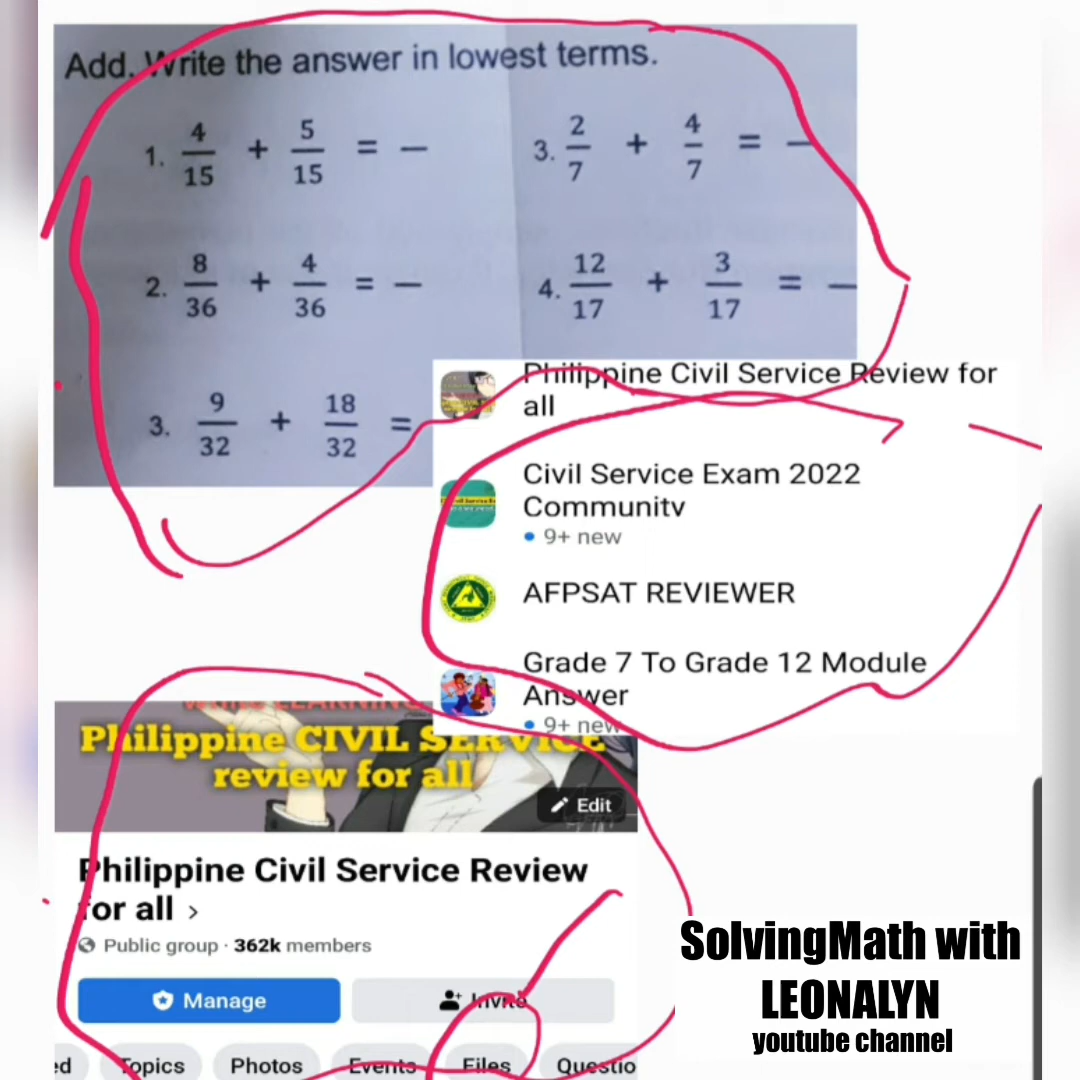 Add. Write the answer in lowest terms.
1. 4/15 + 5/15 = —
3. 2/7 + 4/7 = —
2. 8/36 + 4/36 = —
4. 12/17 + 3/17 = —
3. 9/32 + 18/32 =
Philippine Civil Service Review for
all
Civil Service Exam 2022
Community
• 9+ new
AFPSAT REVIEWER
Grade 7 To Grade 12 Module
Answer
• 9+ new
Philippine CIVIL SERVICE
review for all
Edit
Philippine Civil Service Review
for all >
Public group · 362k members
Manage
Invite
Topics Photos Events Files
SolvingMath with
LEONALYN
youtube channel